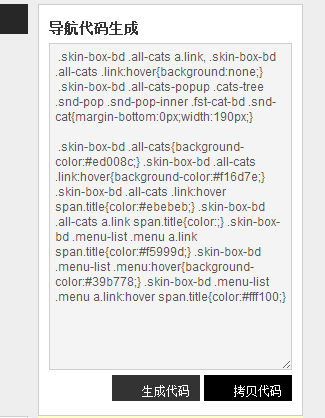 导航代码生成
.skin-box-bd .all-cats a.link, .skin-box-bd
.all-cats .link:hover{background:none;}
.skin-box-bd .all-cats-popup .cats-tree
.snd-pop .snd-pop-inner .fst-cat-bd .snd-
cat{margin-bottom:0px;width:190px;}
.skin-box-bd .all-cats{background-
color:#ed008c;} .skin-box-bd .all-cats
.link:hover{background-color:#f16d7e;}
.skin-box-bd .all-cats .link:hover
span.title{color:#ebebeb;} .skin-box-bd
.all-cats a.link span.title{color:;} .skin-box-
bd .menu-list .menu a.link
span.title{color:#f5999d;} .skin-box-bd
.menu-list .menu:hover{background-
color:#39b778;} .skin-box-bd .menu-list
.menu a.link:hover span.title{color:#fff100;}
生成代码 拷贝代码